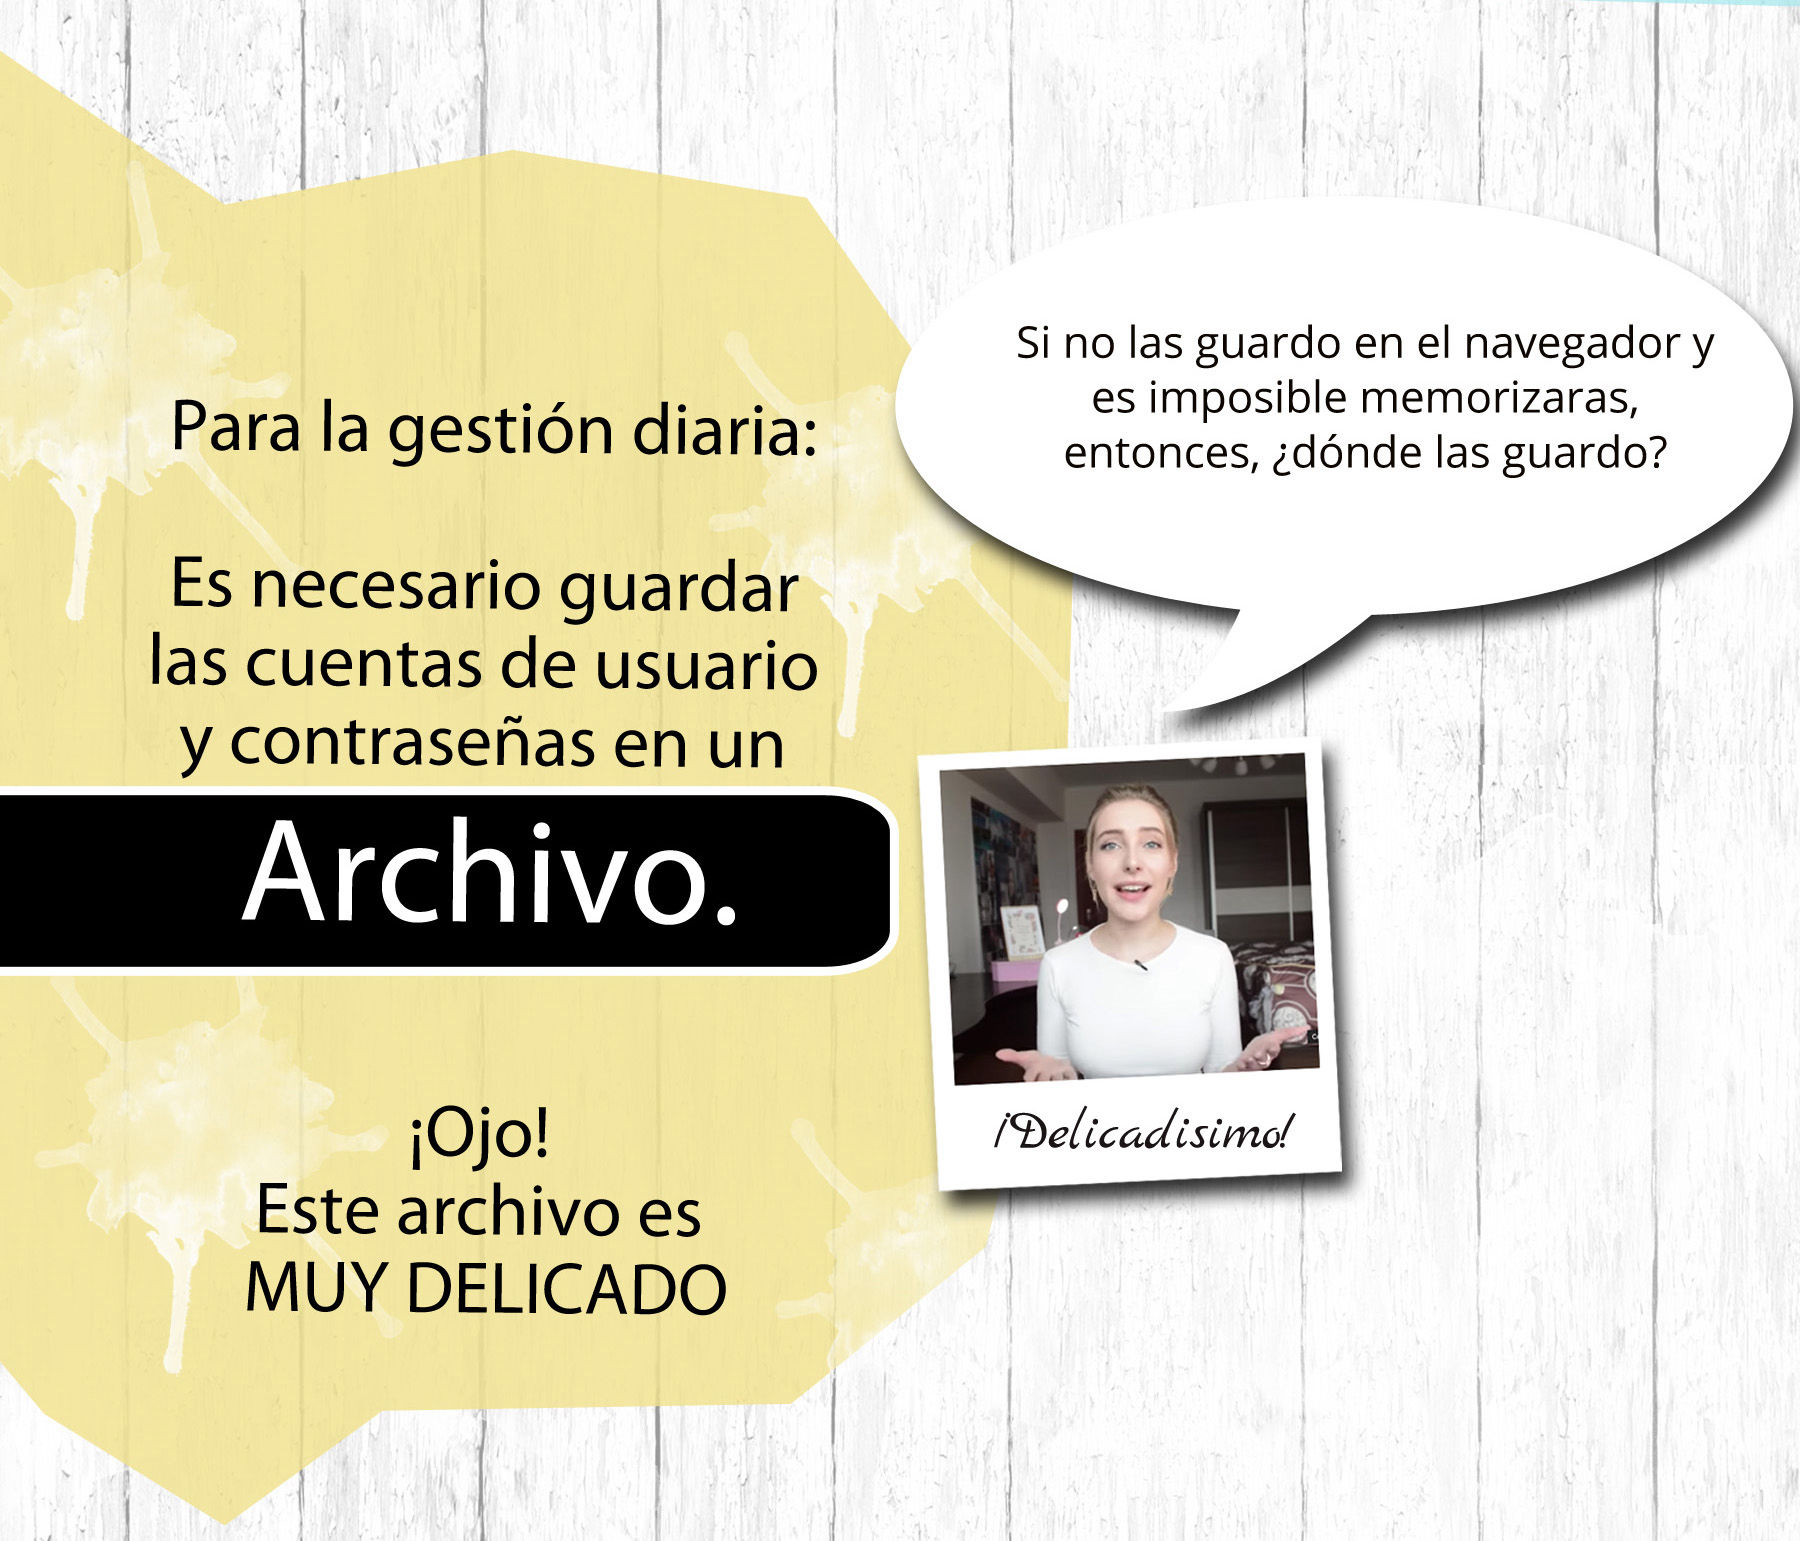 Para la gestión diaria:
Es necesario guardar
las cuentas de usuario
y contraseñas en un
Archivo.
¡Ojo!
Este archivo es
MUY DELICADO
Si no las guardo en el navegador y
es imposible memorizaras,
entonces, ¿dónde las guardo?
¡Delicadisimo!